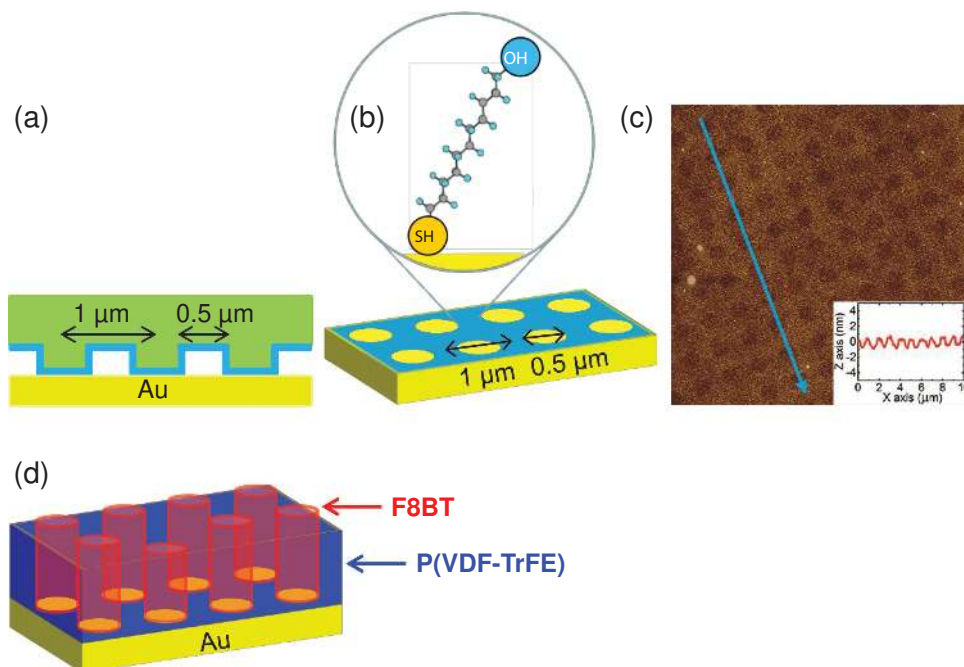 (a)
1 µm
0.5 µm
Au
(b)
OH
SH
1 µm
0.5 µm
(c)
Z axis (nm)
4
2
0
-2
-4
0 2 4 6 8 10
X axis (µm)
(d)
F8BT
P(VDF-TrFE)
Au